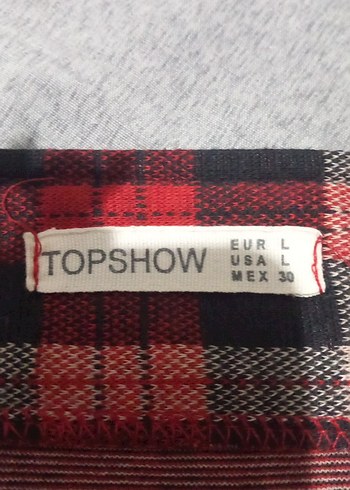 TOPSHOW
EUR L
USA L
MEX 30